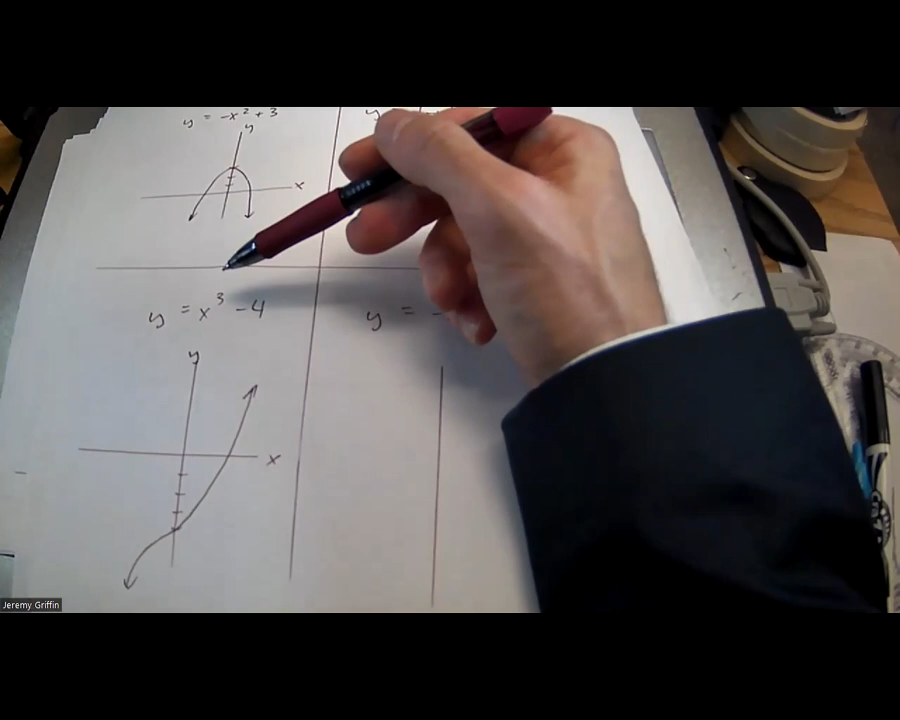 y = -x² + 3
y
y
x
y = x³ - 4
y = -
y
x
Jeremy Griffin